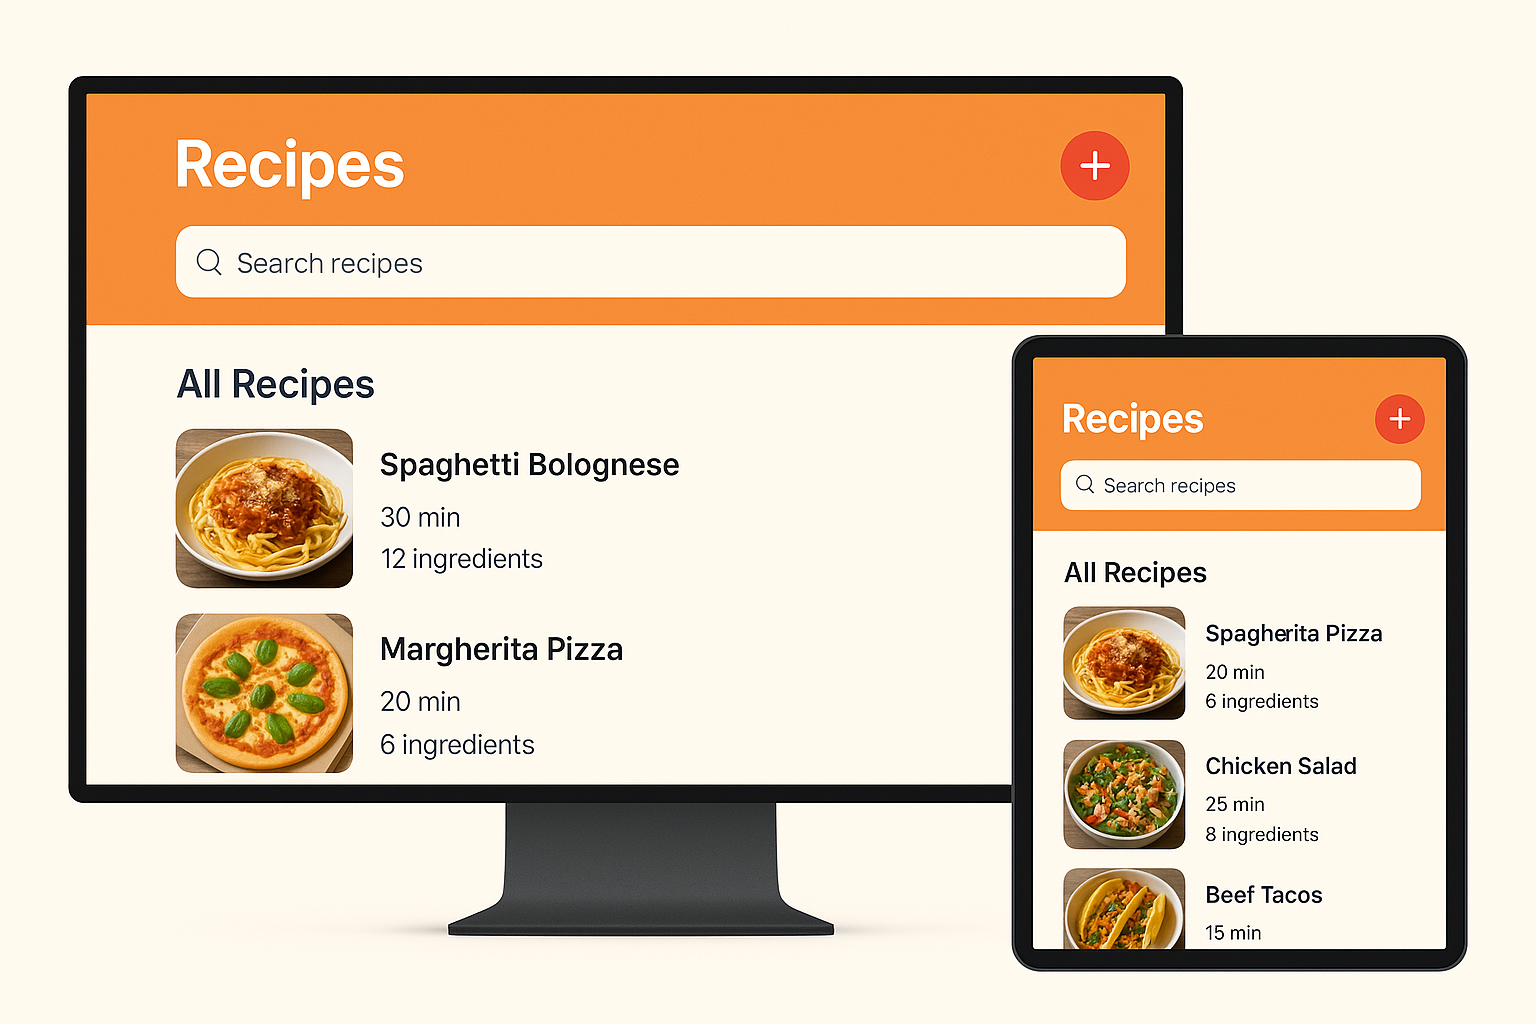 Recipes
Search recipes
All Recipes
Spaghetti Bolognese
30 min
12 ingredients
Margherita Pizza
20 min
6 ingredients
Recipes
Search recipes
All Recipes
Spagherita Pizza
20 min
6 ingredients
Chicken Salad
25 min
8 ingredients
Beef Tacos
15 min